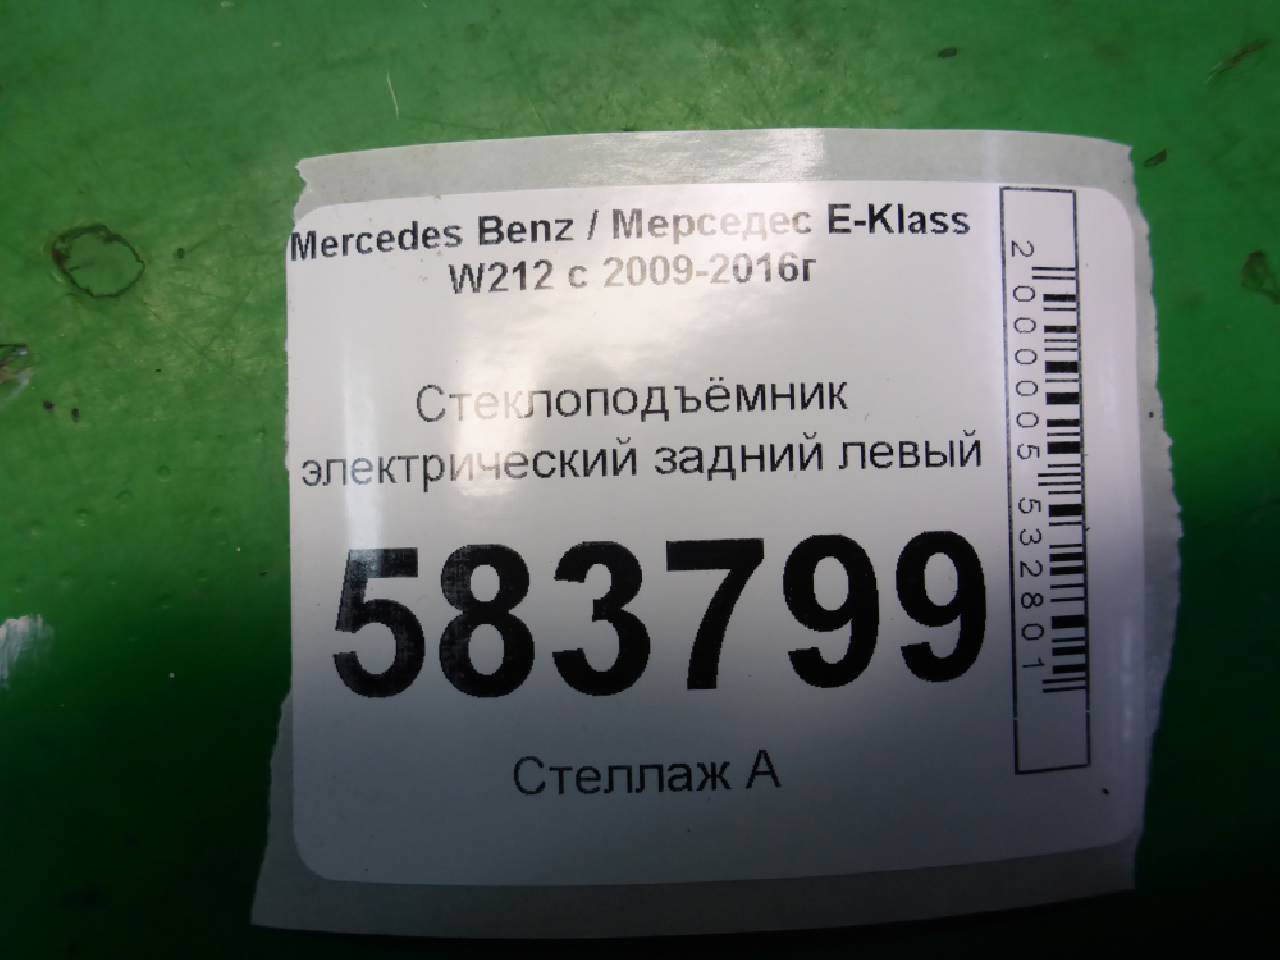 Mercedes Benz / Мерседес E-Klass
W212 с 2009-2016г
Стеклоподъёмник
электрический задний левый
583799
Стеллаж А
2000005532801